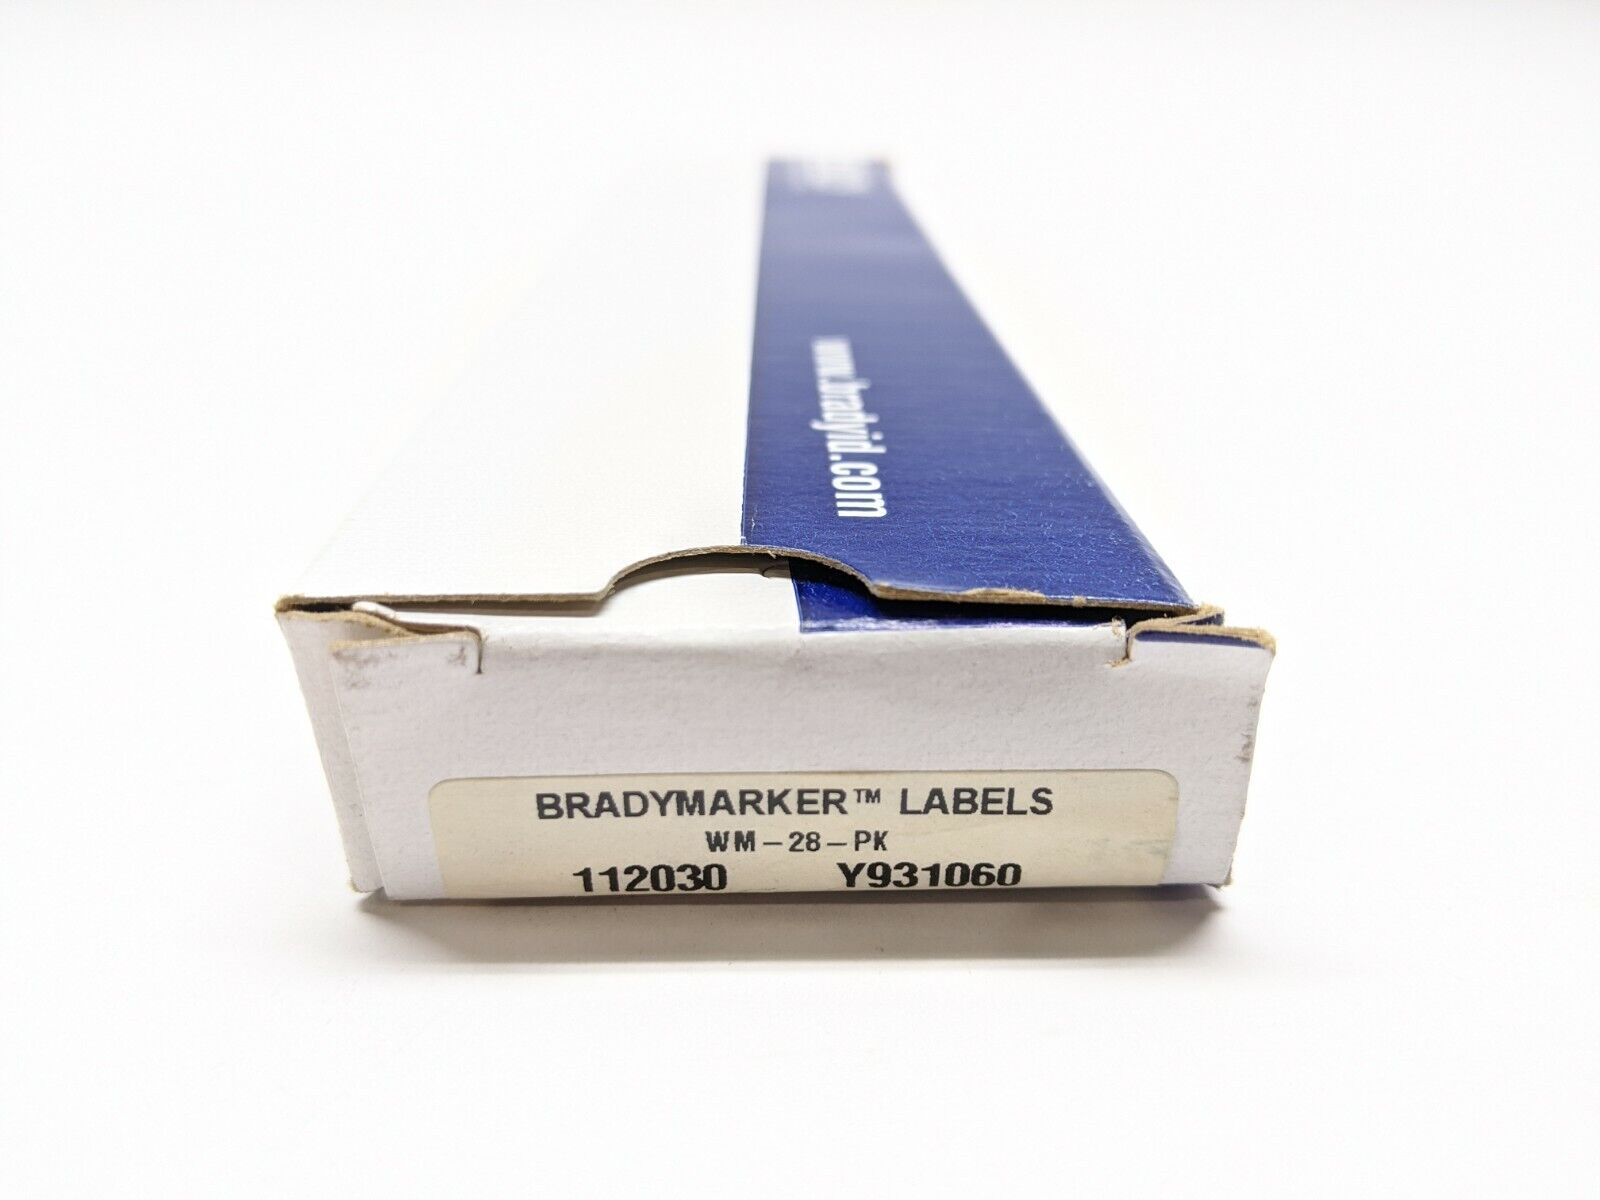 www.bradyid.com
BRADYMARKER™ LABELS
WM-28-PK
112030 Y931060